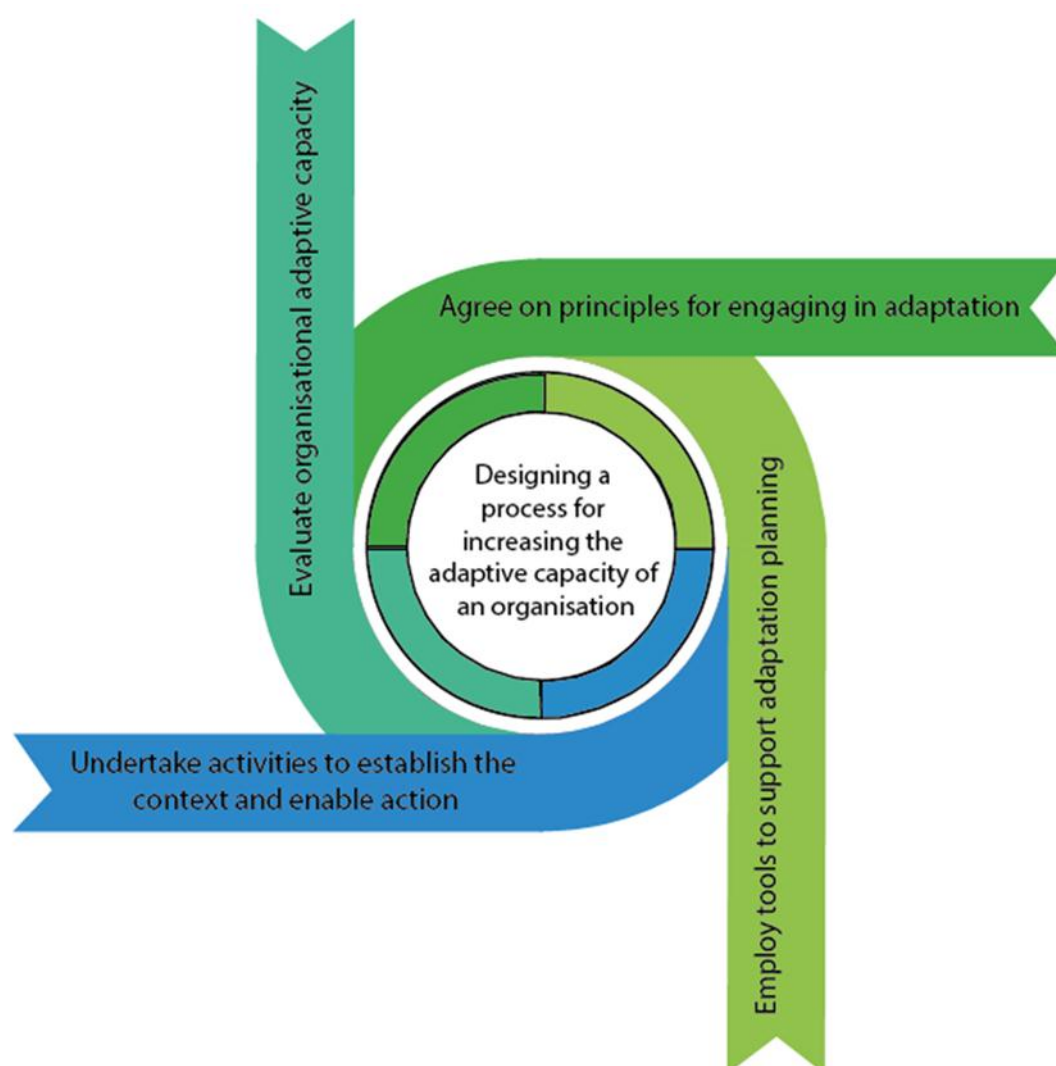 Evaluate organisational adaptive capacity
Agree on principles for engaging in adaptation
Designing a
process for
increasing the
adaptive capacity of
an organisation
Employ tools to support adaptation planning
Undertake activities to establish the
context and enable action